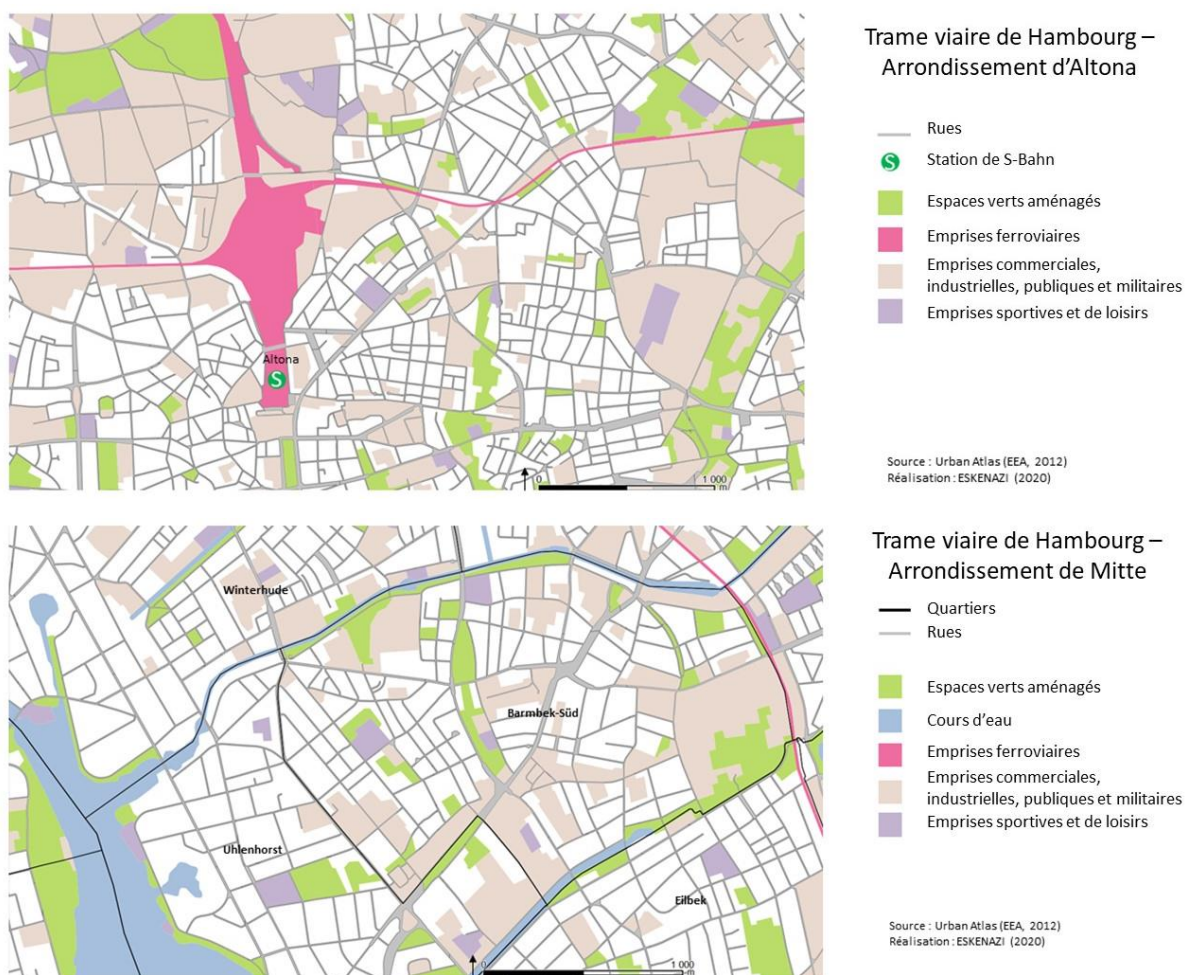 Trame viaire de Hambourg –
Arrondissement d'Altona
Rues
S
Station de S-Bahn
Espaces verts aménagés
Emprises ferroviaires
Emprises commerciales,
industrielles, publiques et militaires
Emprises sportives et de loisirs
Altona
S
0
1 000
m
Source : Urban Atlas (EEA, 2012)
Réalisation : ESKENAZI (2020)
Trame viaire de Hambourg –
Arrondissement de Mitte
Quartiers
Rues
Espaces verts aménagés
Cours d'eau
Emprises ferroviaires
Emprises commerciales,
industrielles, publiques et militaires
Emprises sportives et de loisirs
Winterhude
Barmbek-Süd
Uhlenhorst
Eilbek
0
1 000
m
Source : Urban Atlas (EEA, 2012)
Réalisation : ESKENAZI (2020)